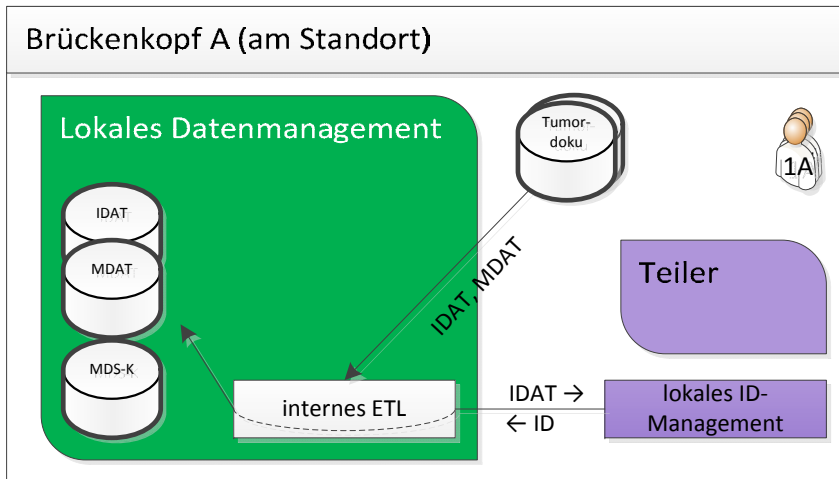 Brückenkopf A (am Standort)
Lokales Datenmanagement
Tumor-
doku
1A
IDAT
MDAT
MDS-K
IDAT, MDAT
Teiler
internes ETL
IDAT →
← ID
lokales ID-
Management